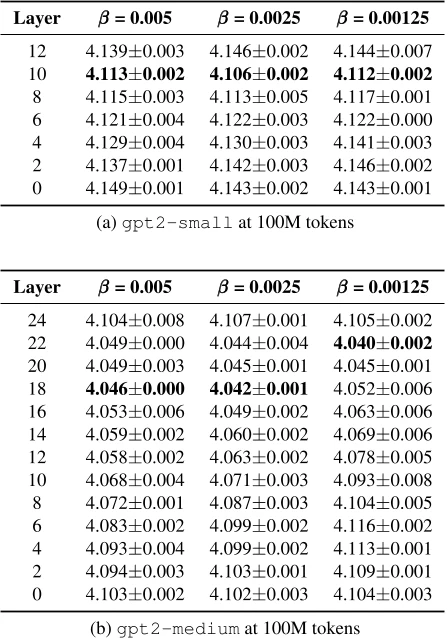 Layer β = 0.005 β = 0.0025 β = 0.00125
12 4.139±0.003 4.146±0.002 4.144±0.007
10 4.113±0.002 4.106±0.002 4.112±0.002
8 4.115±0.003 4.113±0.005 4.117±0.001
6 4.121±0.004 4.122±0.003 4.122±0.000
4 4.129±0.004 4.130±0.003 4.141±0.003
2 4.137±0.001 4.142±0.003 4.146±0.002
0 4.149±0.001 4.143±0.002 4.143±0.001
(a) gpt2-small at 100M tokens
Layer β = 0.005 β = 0.0025 β = 0.00125
24 4.104±0.008 4.107±0.001 4.105±0.002
22 4.049±0.000 4.044±0.004 4.040±0.002
20 4.049±0.003 4.045±0.001 4.045±0.001
18 4.046±0.000 4.042±0.001 4.052±0.006
16 4.053±0.006 4.049±0.002 4.063±0.006
14 4.059±0.002 4.060±0.002 4.069±0.006
12 4.058±0.002 4.063±0.002 4.078±0.005
10 4.068±0.004 4.071±0.003 4.093±0.008
8 4.072±0.001 4.087±0.003 4.104±0.005
6 4.083±0.002 4.099±0.002 4.116±0.002
4 4.093±0.004 4.099±0.002 4.113±0.001
2 4.094±0.003 4.103±0.001 4.109±0.001
0 4.103±0.002 4.102±0.003 4.104±0.003
(b) gpt2-medium at 100M tokens